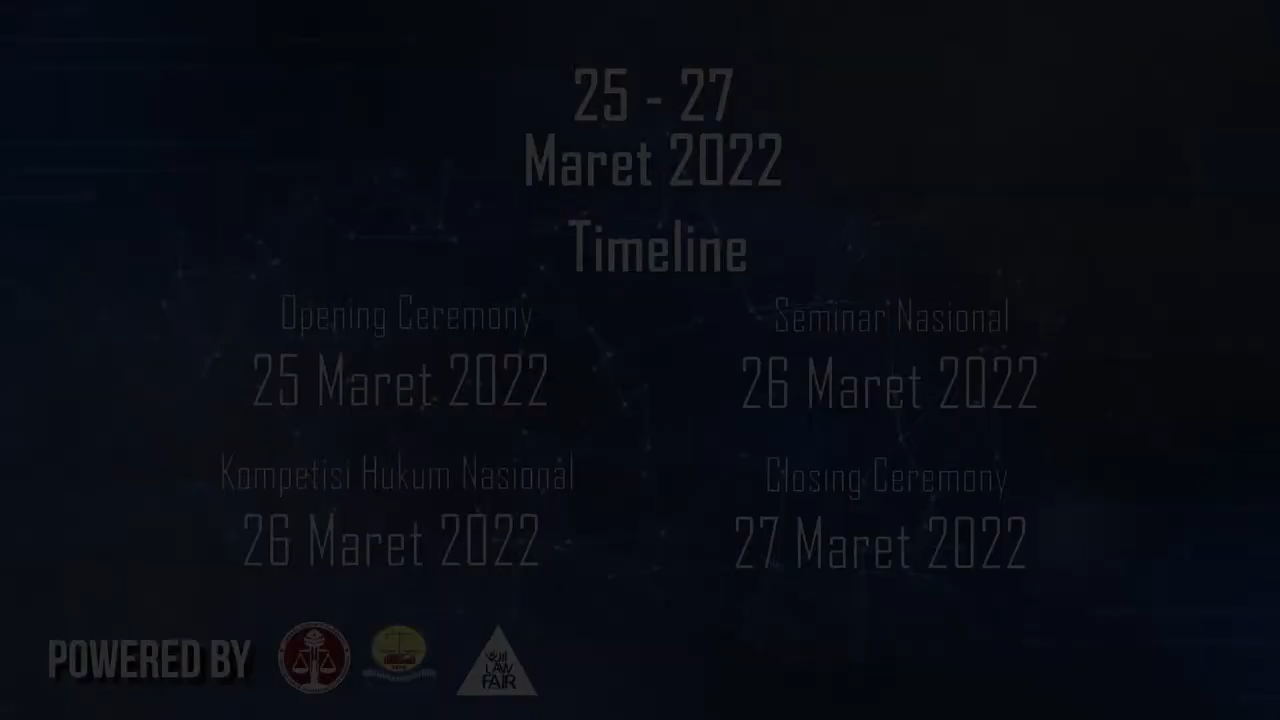 25 - 27
Maret 2022
Timeline
Opening Ceremony
25 Maret 2022
Seminar Nasional
26 Maret 2022
Kompetisi Hukum Nasional
26 Maret 2022
Closing Ceremony
27 Maret 2022
POWERED BY
LAW
FAIR